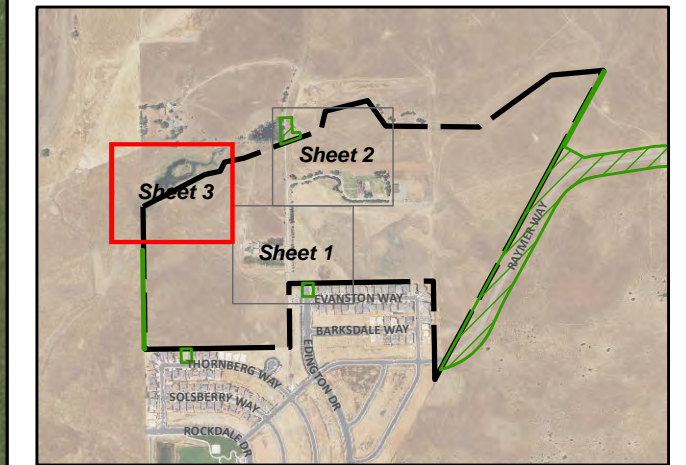 Sheet 2
Sheet 3
Sheet 1
RAYMER WAY
EVANSTON WAY
BARKSDALE WAY
EDINGTON DR
THORNBERG WAY
SOLSBERRY WAY
ROCKDALE DR